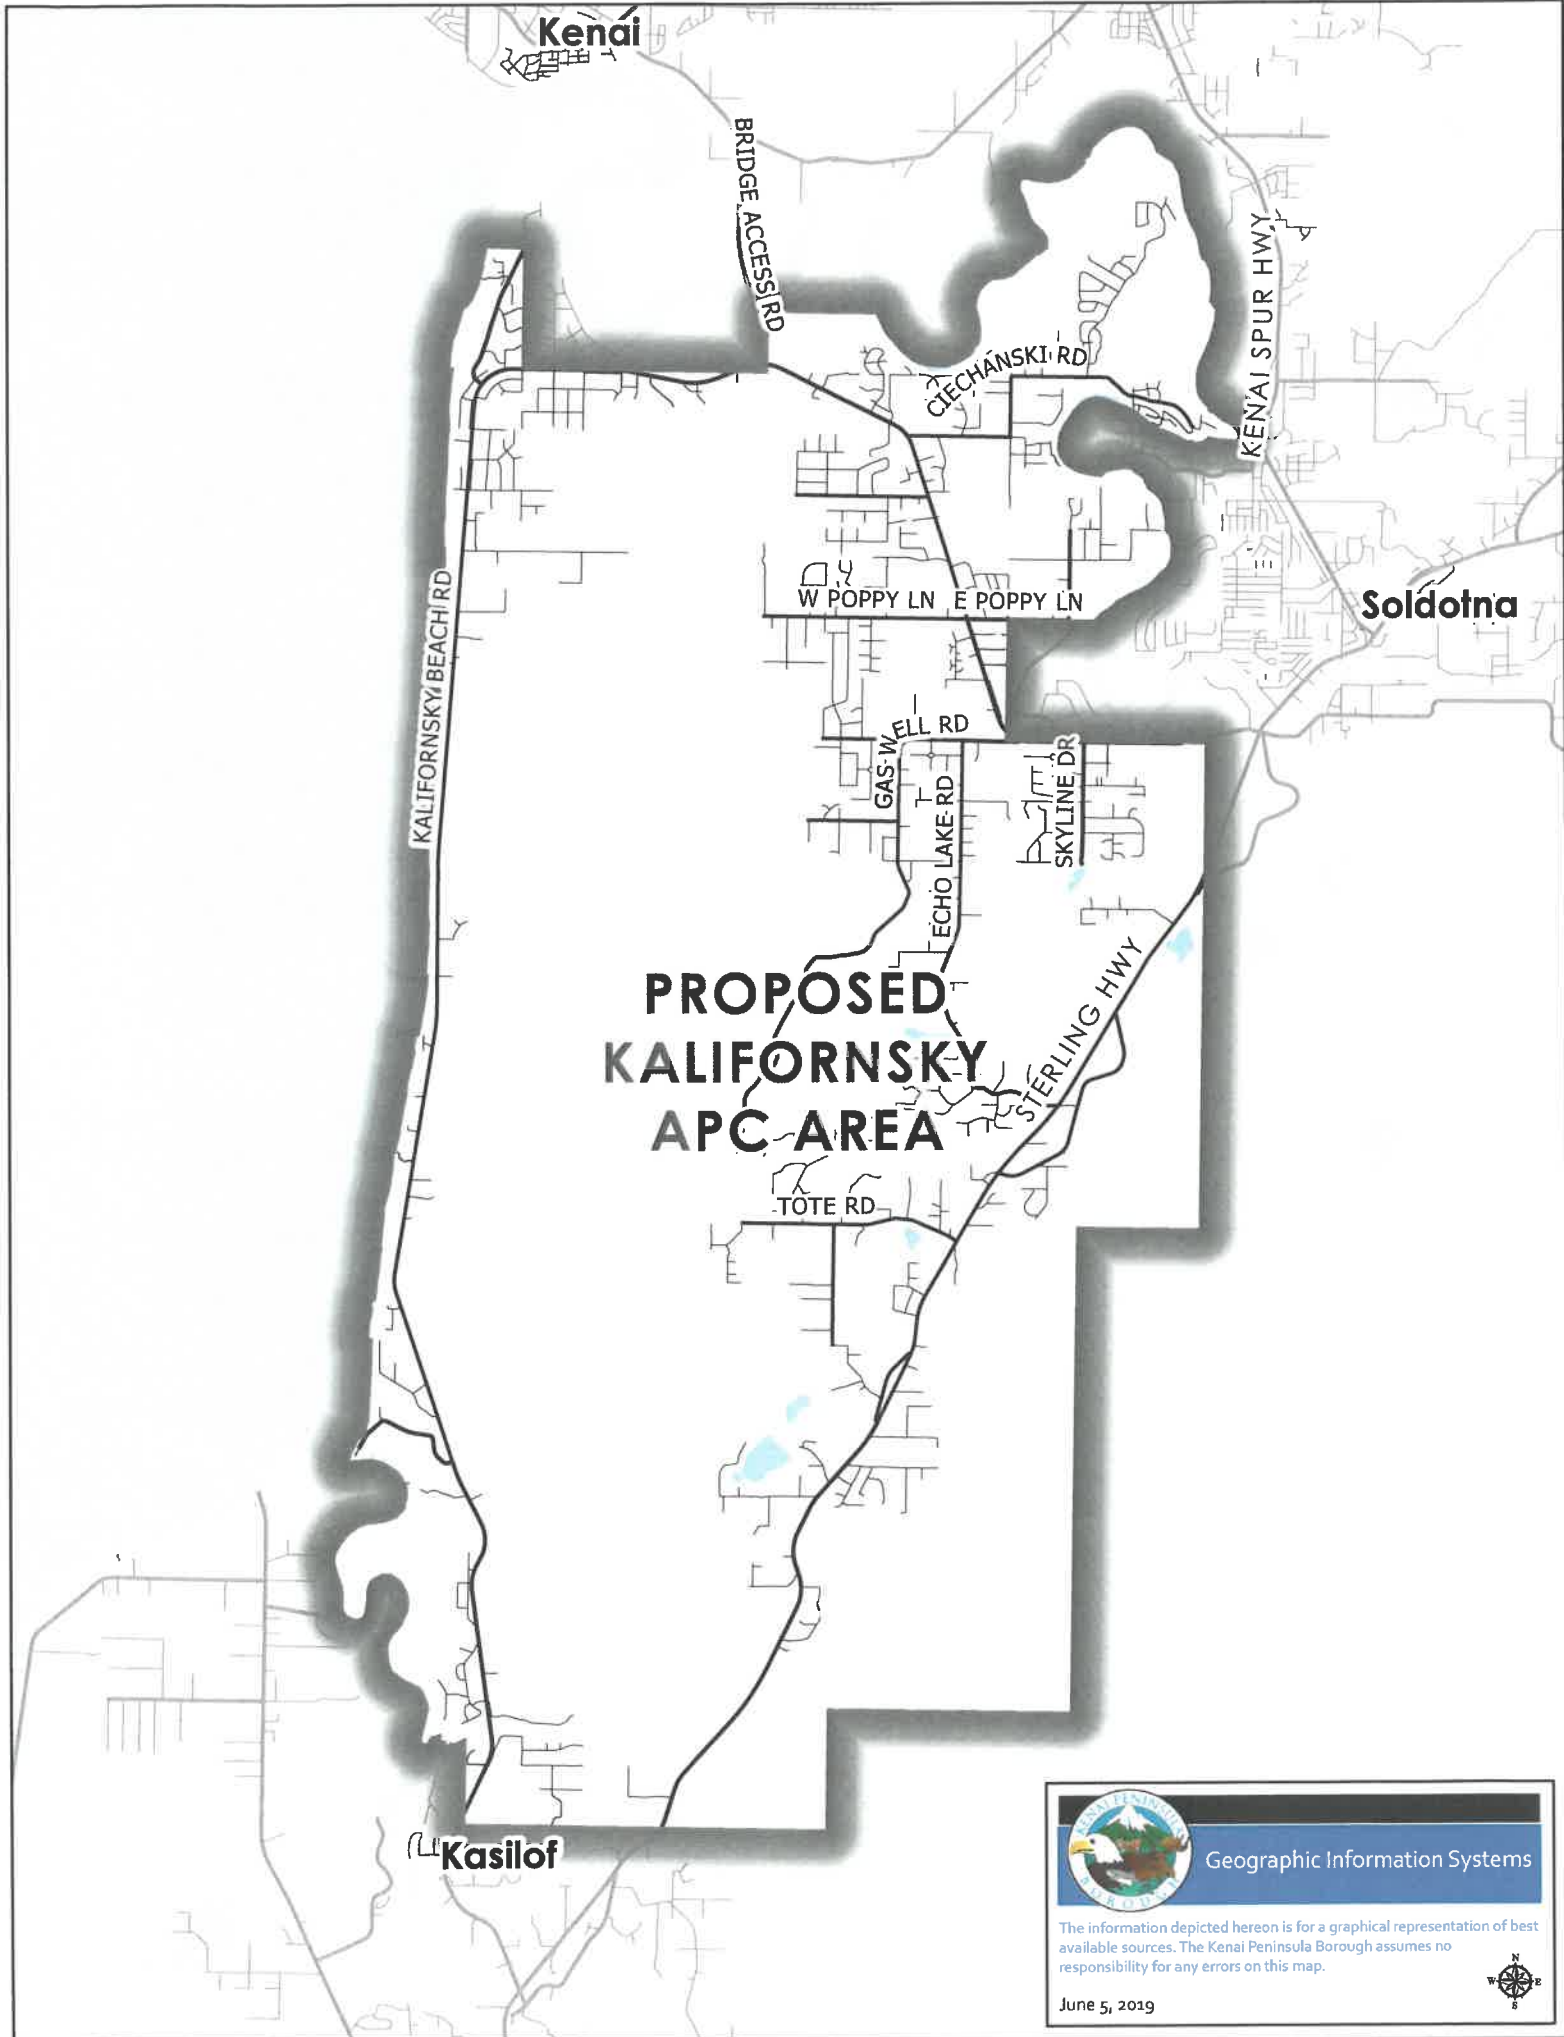 Kenai
BRIDGE ACCESS RD
KENAI SPUR HWY
CIECHANSKI RD
W POPPY LN
E POPPY LN
Soldotna
KALIFORNSKY BEACH RD
GAS WELL RD
ECHO LAKE RD
SKYLINE DR
STERLING HWY
PROPOSED
KALIFORNSKY
APC AREA
TOTE RD
Kasilof
KENAI PENINSULA
BOROUGH
Geographic Information Systems
The information depicted hereon is for a graphical representation of best
available sources. The Kenai Peninsula Borough assumes no
responsibility for any errors on this map.
N
W E
S
June 5, 2019